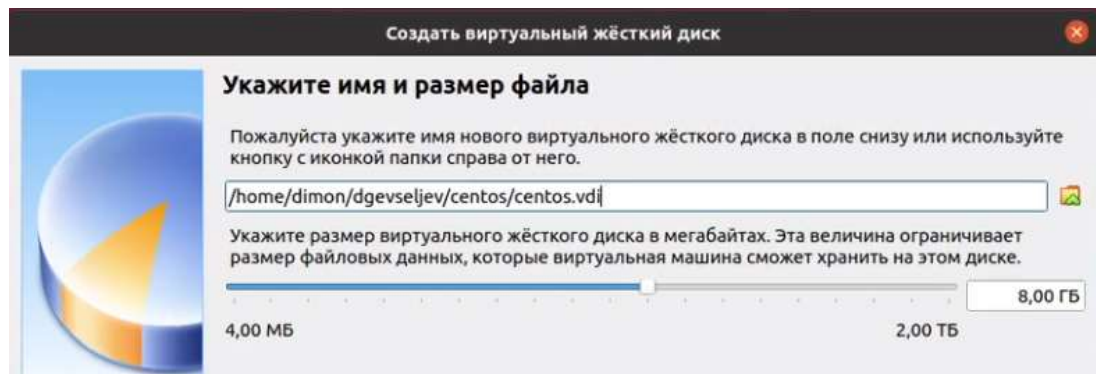 Создать виртуальный жёсткий диск
Укажите имя и размер файла
Пожалуйста укажите имя нового виртуального жёсткого диска в поле снизу или используйте
кнопку с иконкой папки справа от него.
/home/dimon/dgevseljev/centos/centos.vdi
Укажите размер виртуального жёсткого диска в мегабайтах. Эта величина ограничивает
размер файловых данных, которые виртуальная машина сможет хранить на этом диске.
8,00 ГБ
4,00 МБ 2,00 ТБ